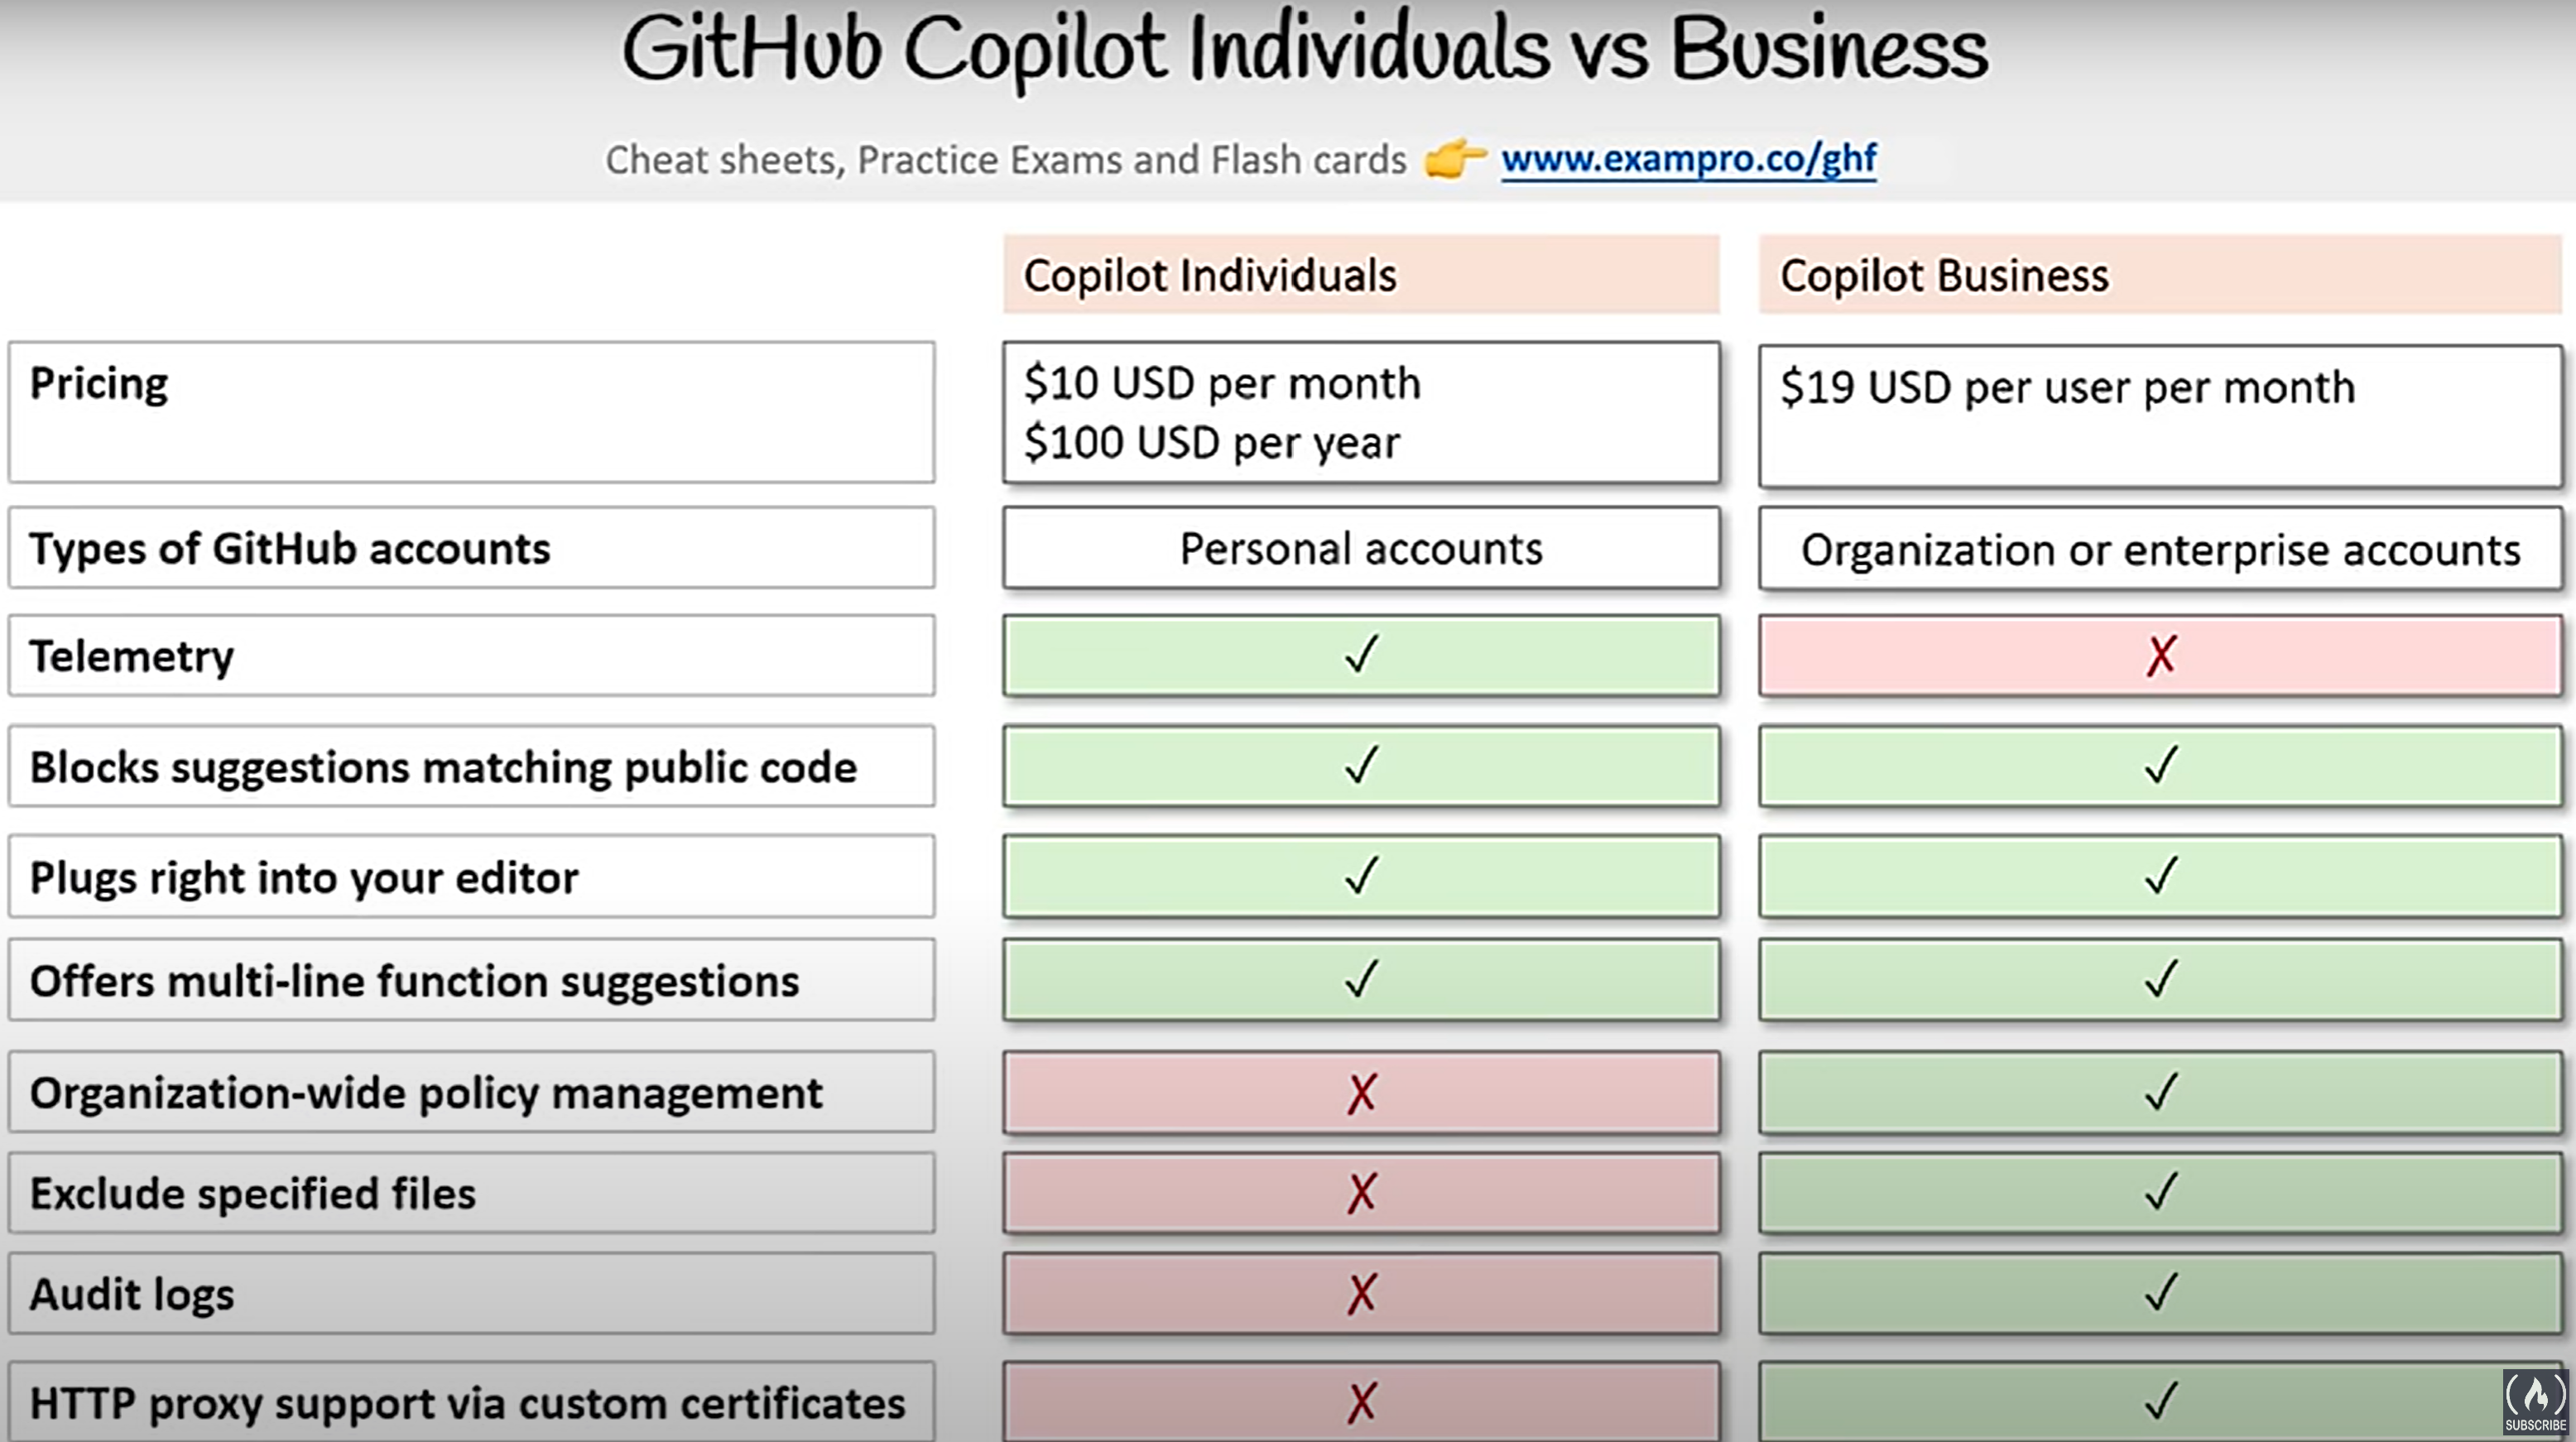 GitHub Copilot Individuals vs Business
Cheat sheets, Practice Exams and Flash cards 👉 www.exampro.co/ghf
Copilot Individuals Copilot Business
Pricing $10 USD per month $19 USD per user per month
$100 USD per year
Types of GitHub accounts Personal accounts Organization or enterprise accounts
Telemetry ✓ ✗
Blocks suggestions matching public code ✓ ✓
Plugs right into your editor ✓ ✓
Offers multi-line function suggestions ✓ ✓
Organization-wide policy management ✗ ✓
Exclude specified files ✗ ✓
Audit logs ✗ ✓
HTTP proxy support via custom certificates ✗ ✓
SUBSCRIBE